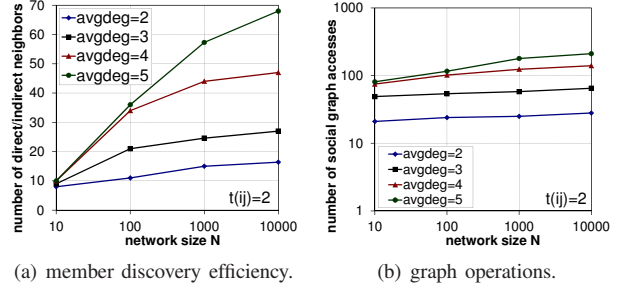 number of direct/indirect neighbors
70
60
50
40
30
20
10
0
avgdeg=2
avgdeg=3
avgdeg=4
avgdeg=5
t(ij)=2
10 100 1000 10000
network size N
(a) member discovery efficiency.
number of social graph accesses
1000
100
10
1
avgdeg=2
avgdeg=3
avgdeg=4
avgdeg=5
t(ij)=2
10 100 1000 10000
network size N
(b) graph operations.